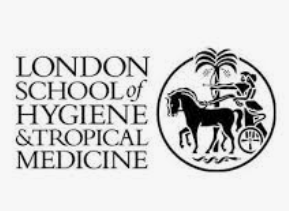 LONDON
SCHOOL of
HYGIENE
&TROPICAL
MEDICINE